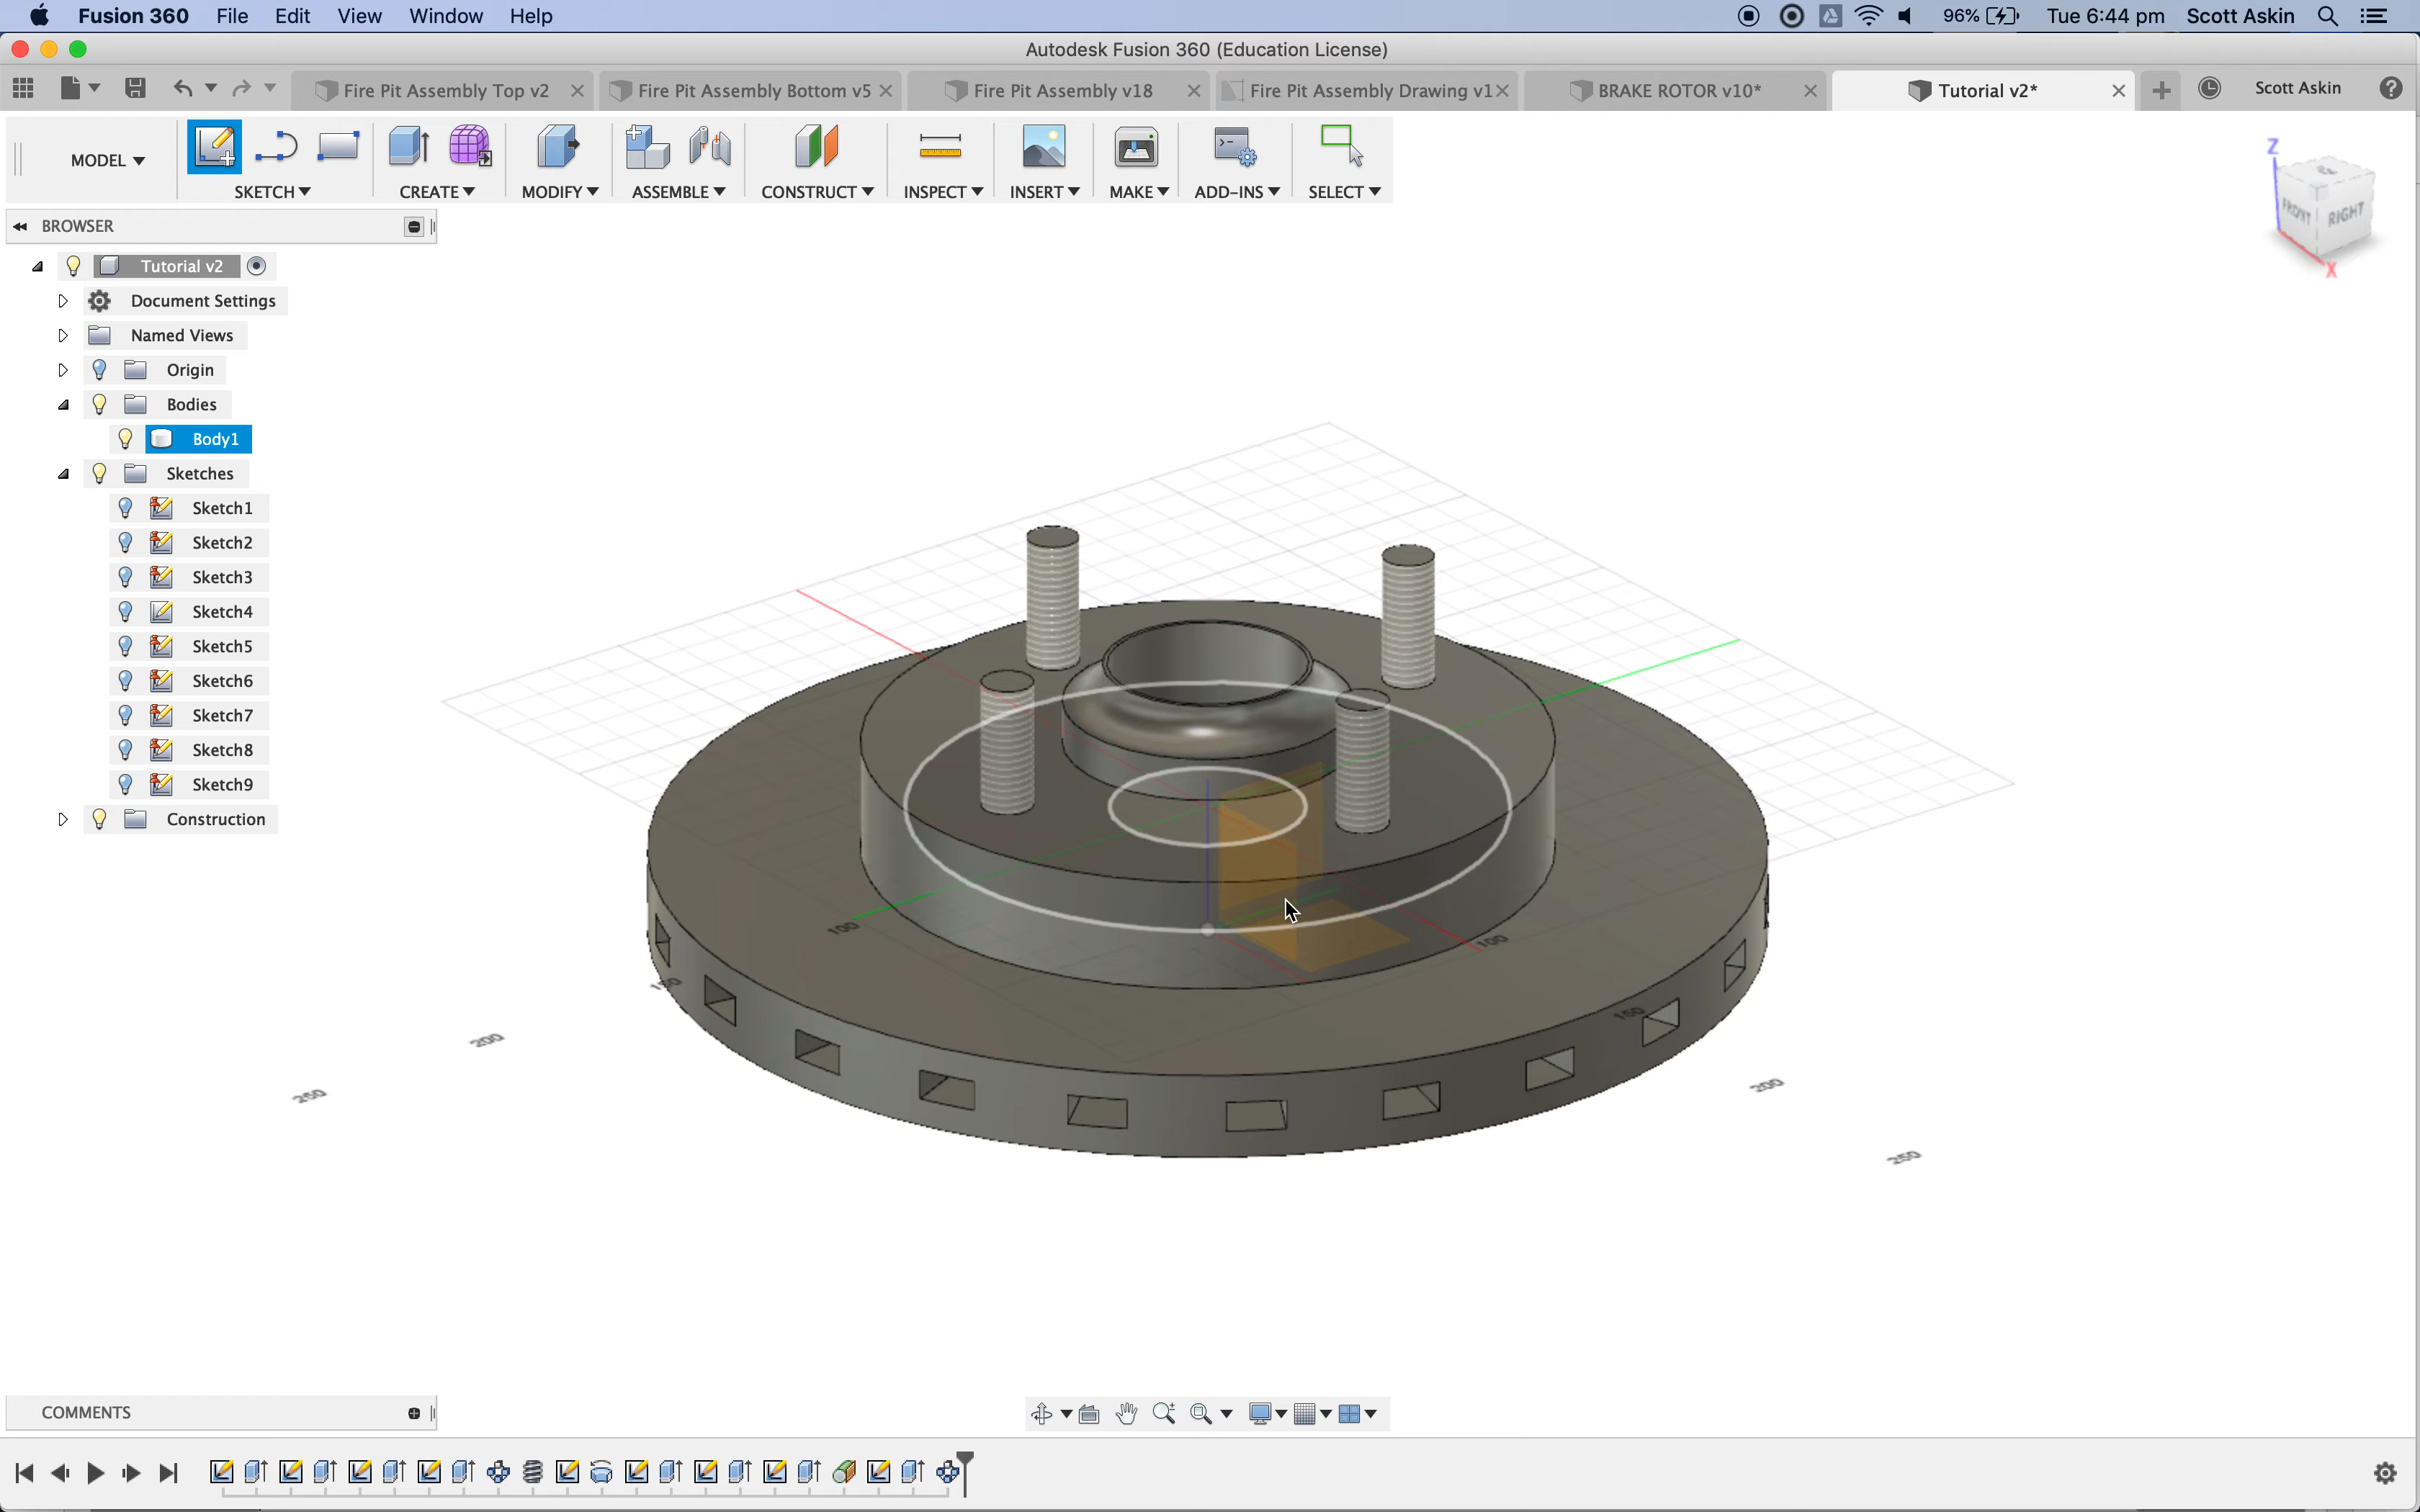 Fusion 360 File Edit View Window Help 96% Tue 6:44 pm Scott Askin
Autodesk Fusion 360 (Education License)
Fire Pit Assembly Top v2 Fire Pit Assembly Bottom v5 Fire Pit Assembly v18 Fire Pit Assembly Drawing v1 BRAKE ROTOR v10* Tutorial v2* Scott Askin
MODEL
SKETCH CREATE MODIFY ASSEMBLE CONSTRUCT INSPECT INSERT MAKE ADD-INS SELECT
Z
FRONT RIGHT
X
BROWSER
Tutorial v2
Document Settings
Named Views
Origin
Bodies
Body1
Sketches
Sketch1
Sketch2
Sketch3
Sketch4
Sketch5
Sketch6
Sketch7
Sketch8
Sketch9
Construction
100 100
150 150
200 200
250 250
COMMENTS